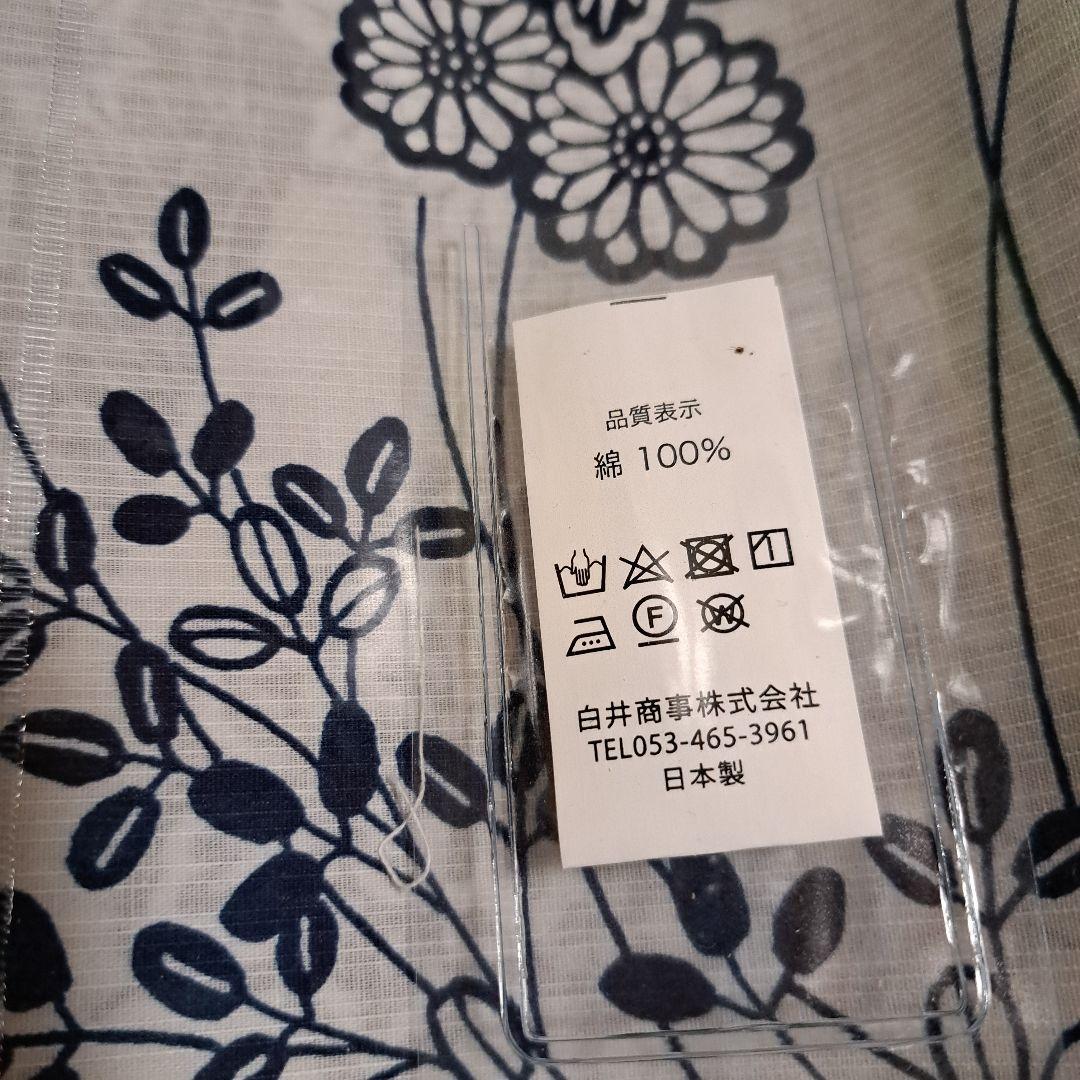 品質表示
綿 100%
F
W
白井商事株式会社
TEL053-465-3961
日本製